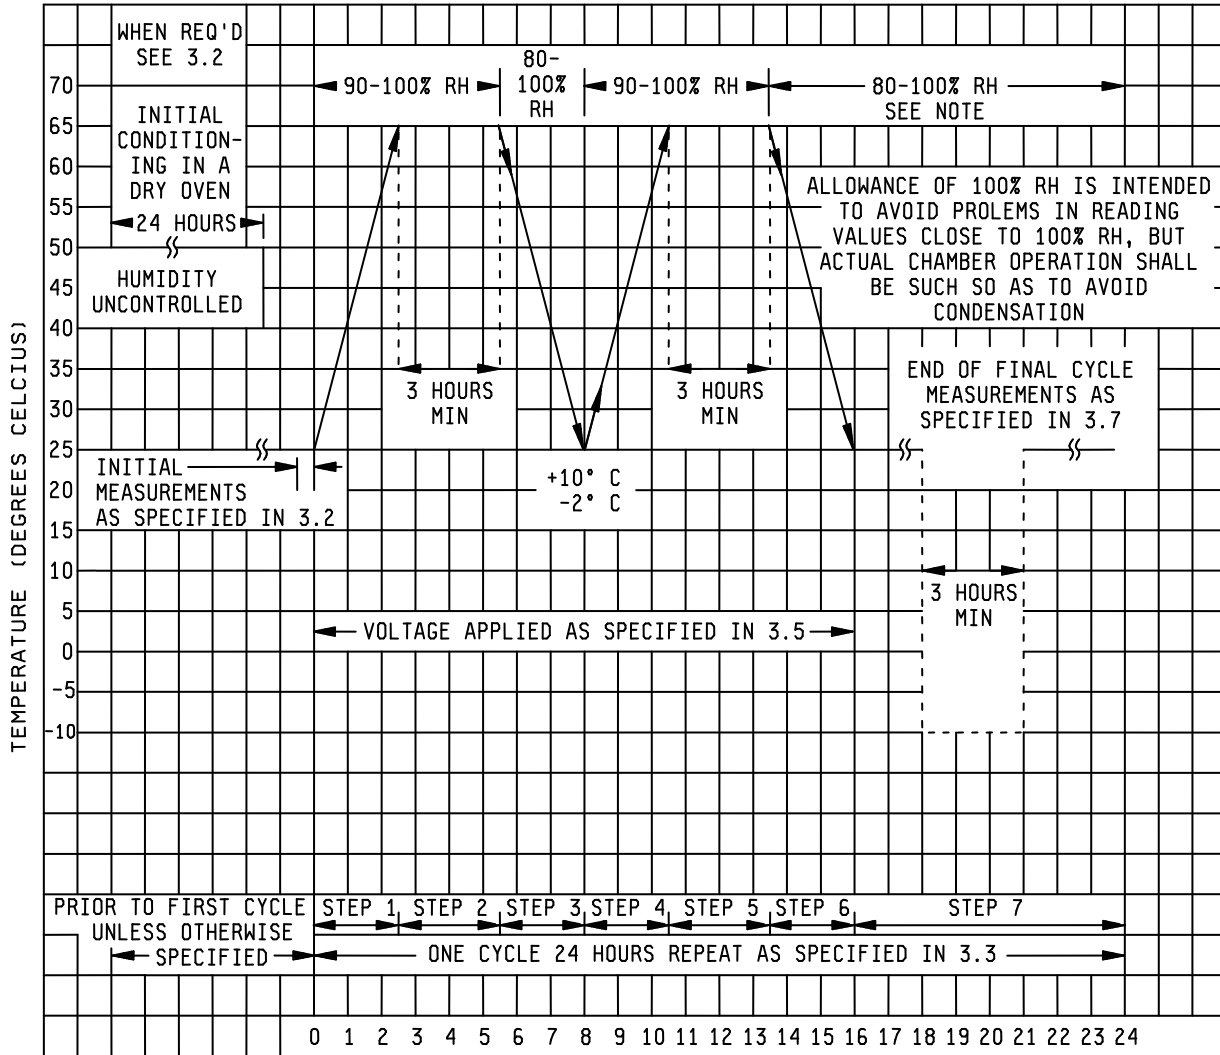 WHEN REQ'D
SEE 3.2
INITIAL
CONDITION-
ING IN A
DRY OVEN
24 HOURS
HUMIDITY
UNCONTROLLED
90-100% RH
80-
100%
RH
90-100% RH
80-100% RH
SEE NOTE
ALLOWANCE OF 100% RH IS INTENDED
TO AVOID PROLEMS IN READING
VALUES CLOSE TO 100% RH, BUT
ACTUAL CHAMBER OPERATION SHALL
BE SUCH SO AS TO AVOID
CONDENSATION
3 HOURS
MIN
3 HOURS
MIN
END OF FINAL CYCLE
MEASUREMENTS AS
SPECIFIED IN 3.7
INITIAL
MEASUREMENTS
AS SPECIFIED IN 3.2
+10° C
-2° C
3 HOURS
MIN
VOLTAGE APPLIED AS SPECIFIED IN 3.5
TEMPERATURE (DEGREES CELCIUS)
70
65
60
55
50
45
40
35
30
25
20
15
10
5
0
-5
-10
PRIOR TO FIRST CYCLE
UNLESS OTHERWISE
SPECIFIED
STEP 1 STEP 2 STEP 3 STEP 4 STEP 5 STEP 6 STEP 7
ONE CYCLE 24 HOURS REPEAT AS SPECIFIED IN 3.3
0 1 2 3 4 5 6 7 8 9 10 11 12 13 14 15 16 17 18 19 20 21 22 23 24